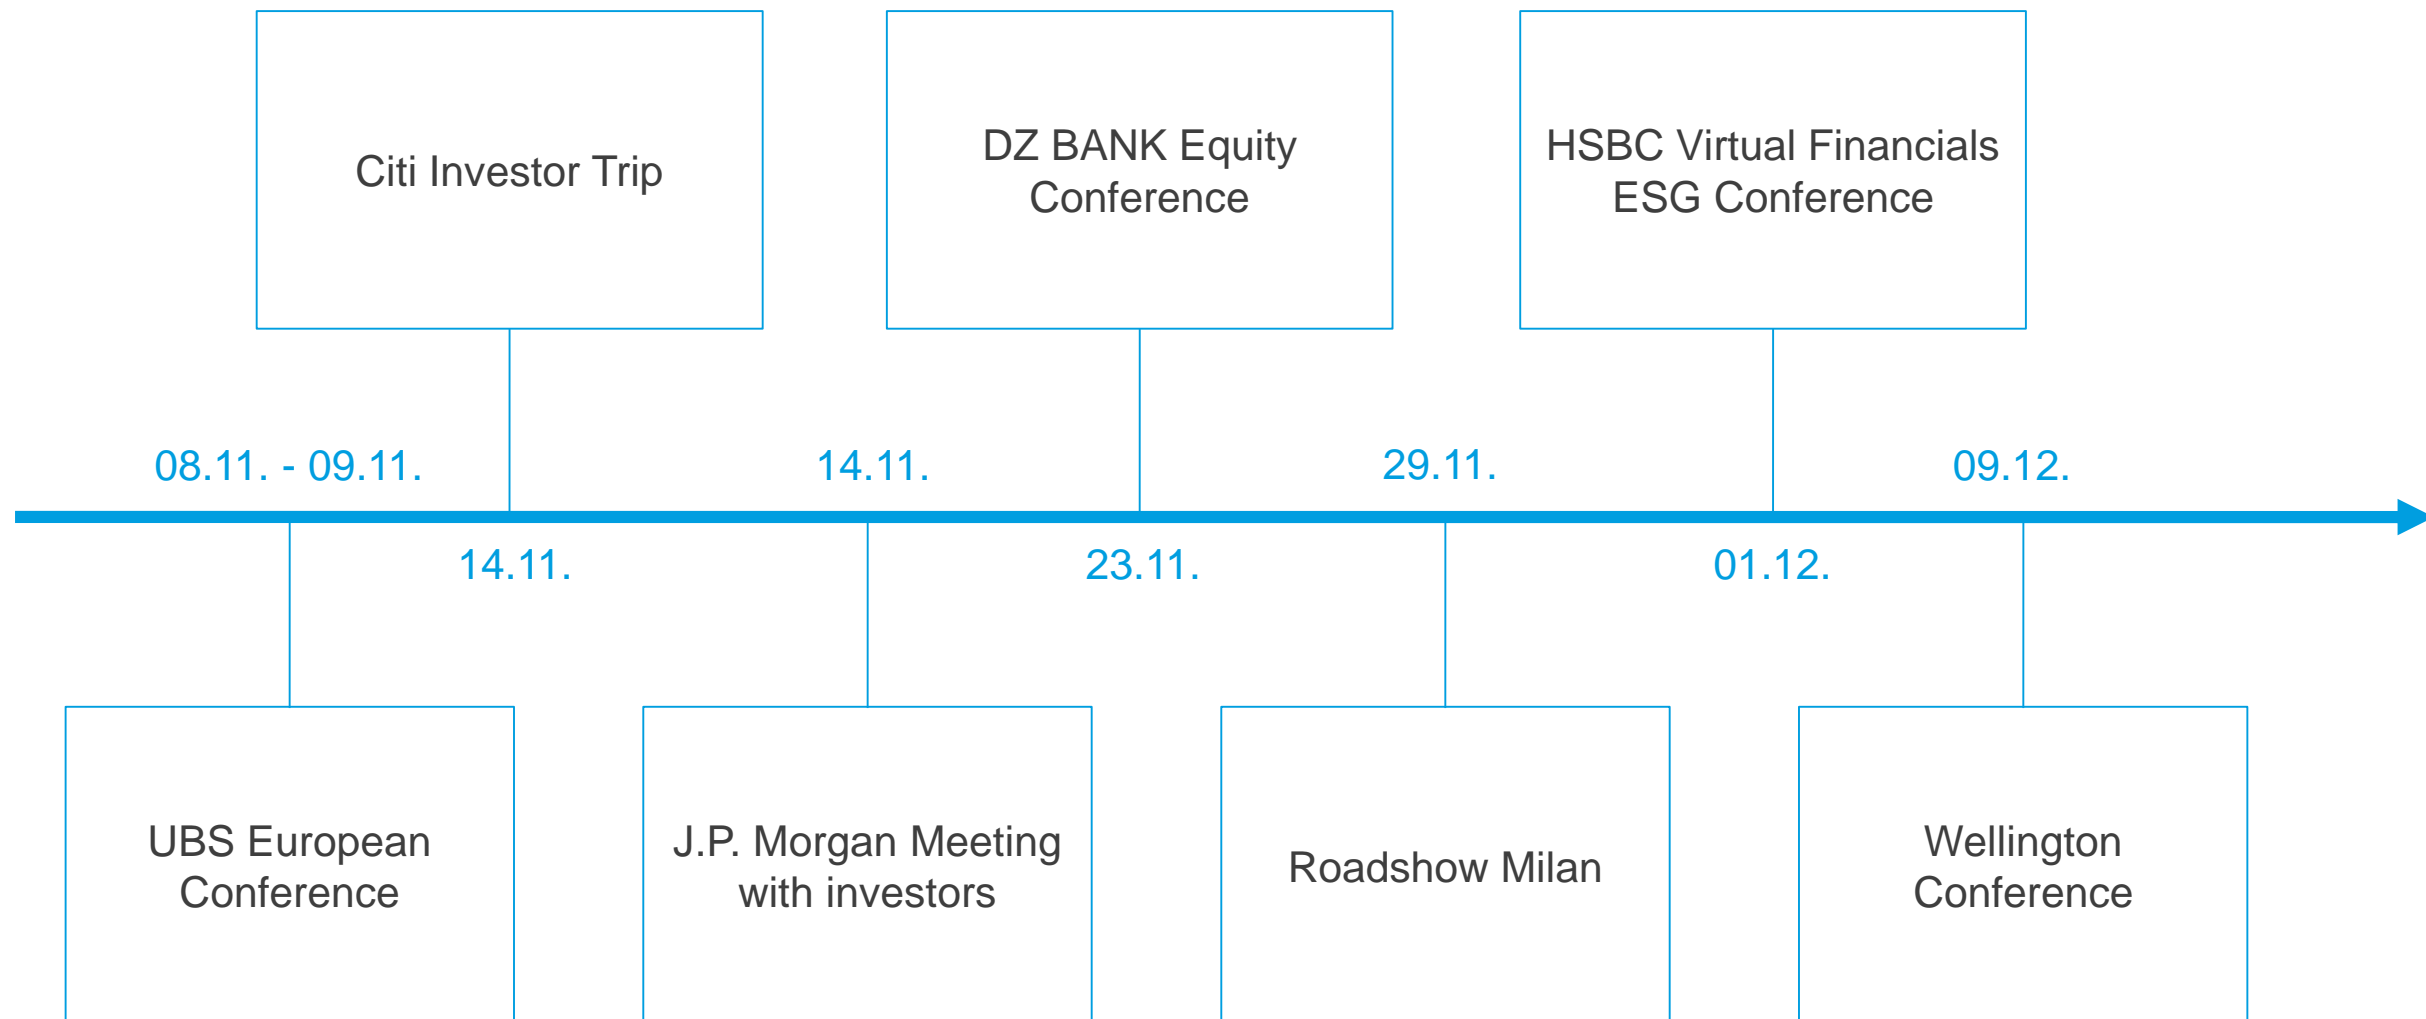 Citi Investor Trip
DZ BANK Equity
Conference
HSBC Virtual Financials
ESG Conference
08.11. - 09.11.
14.11.
29.11.
09.12.
14.11.
23.11.
01.12.
UBS European
Conference
J.P. Morgan Meeting
with investors
Roadshow Milan
Wellington
Conference